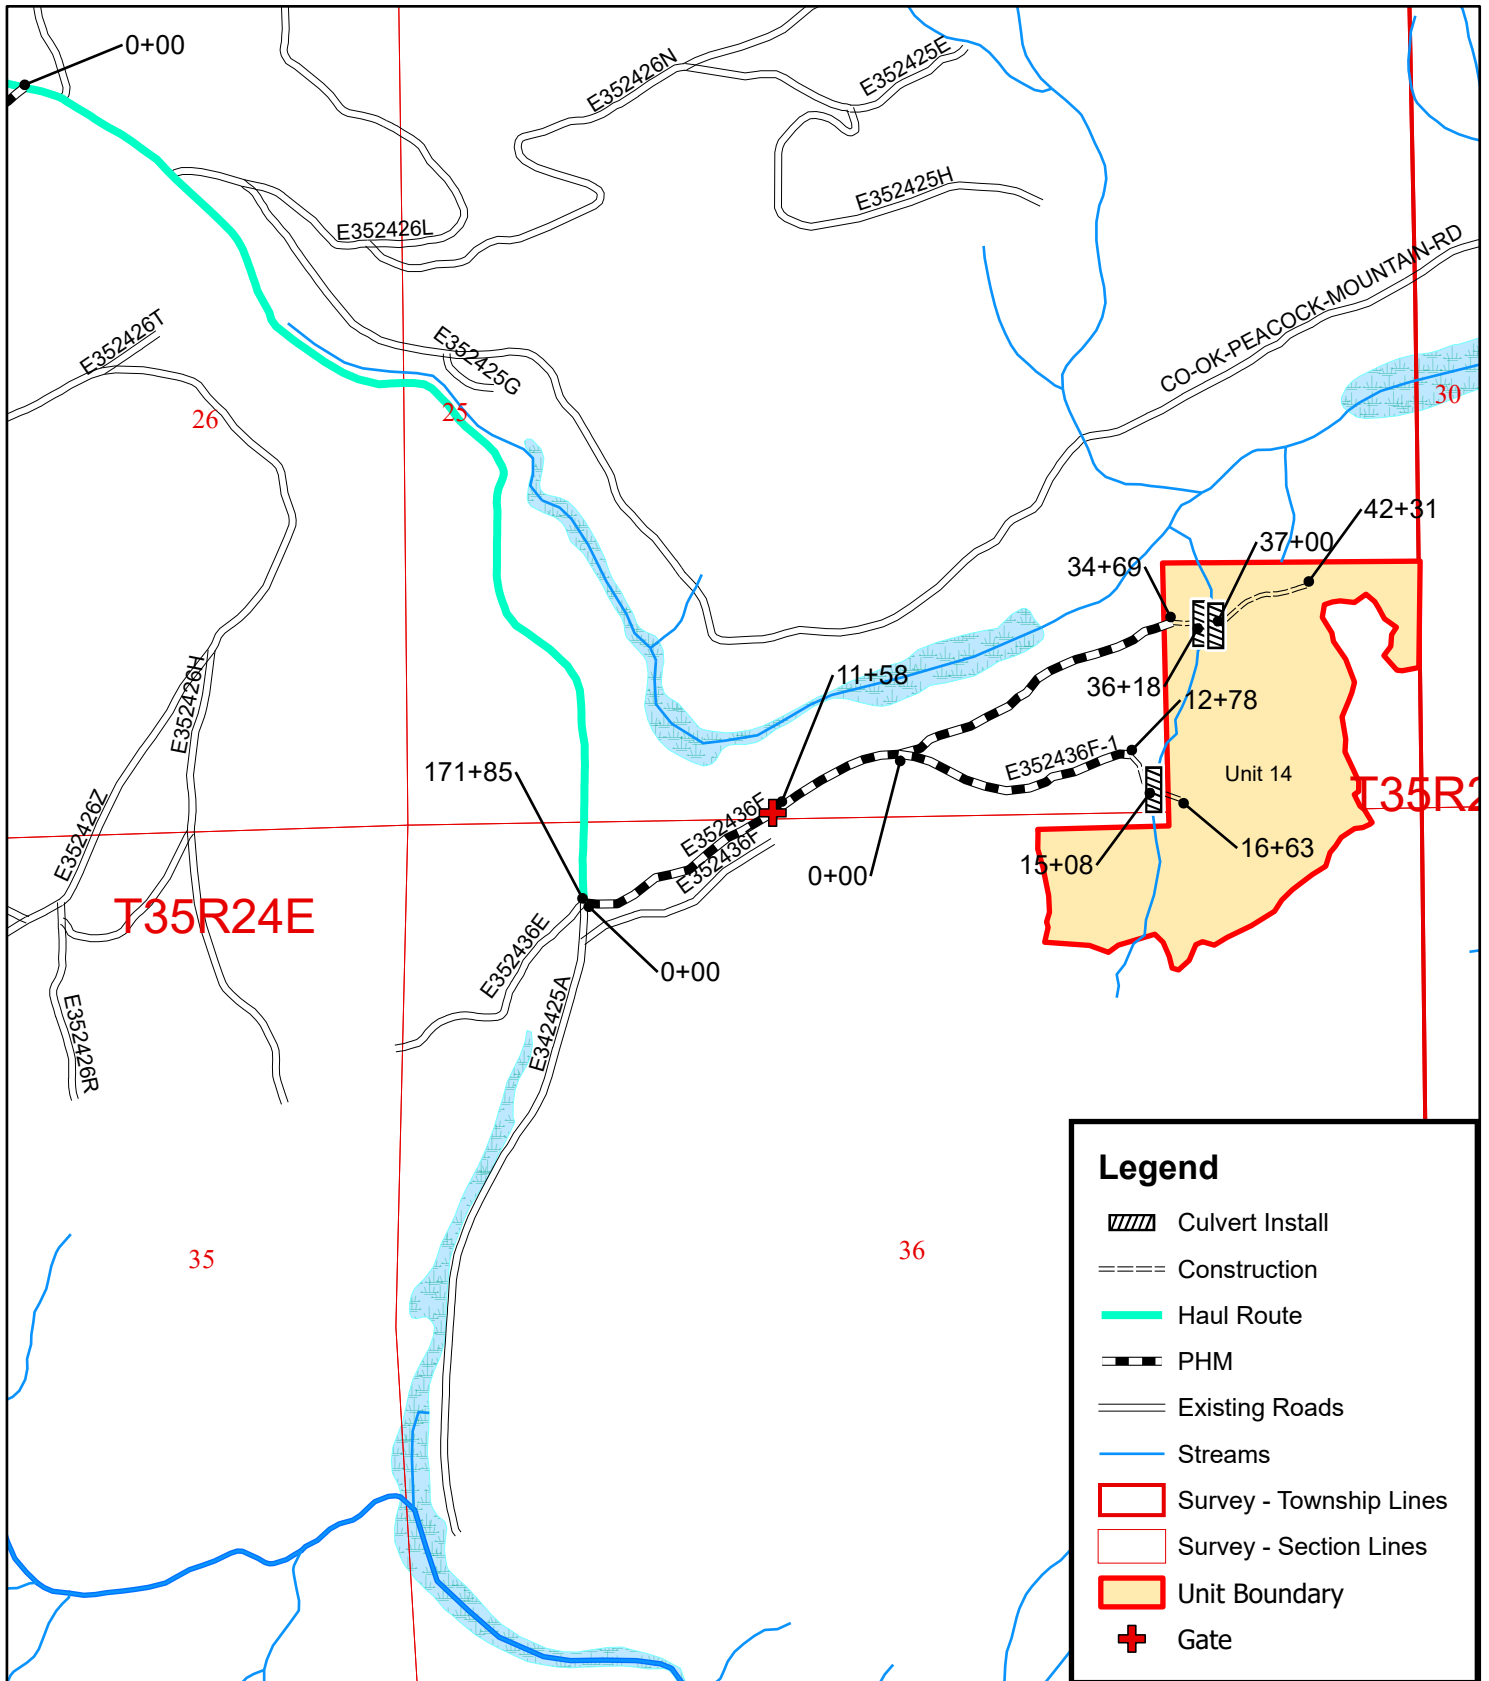 0+00
E352426N
E352425E
E352425H
E352426L
CO-OK-PEACOCK-MOUNTAIN-RD
E352426T
E352425G
26
25
30
42+31
37+00
34+69
E352426H
11+58
36+18
12+78
E352436F-1
Unit 14
171+85
T35R2
E352426Z
E352436F
E352436F
0+00
15+08
16+63
T35R24E
E352436E
0+00
E342425A
E352426R
35
36
Legend
Culvert Install
Construction
Haul Route
PHM
Existing Roads
Streams
Survey - Township Lines
Survey - Section Lines
Unit Boundary
Gate